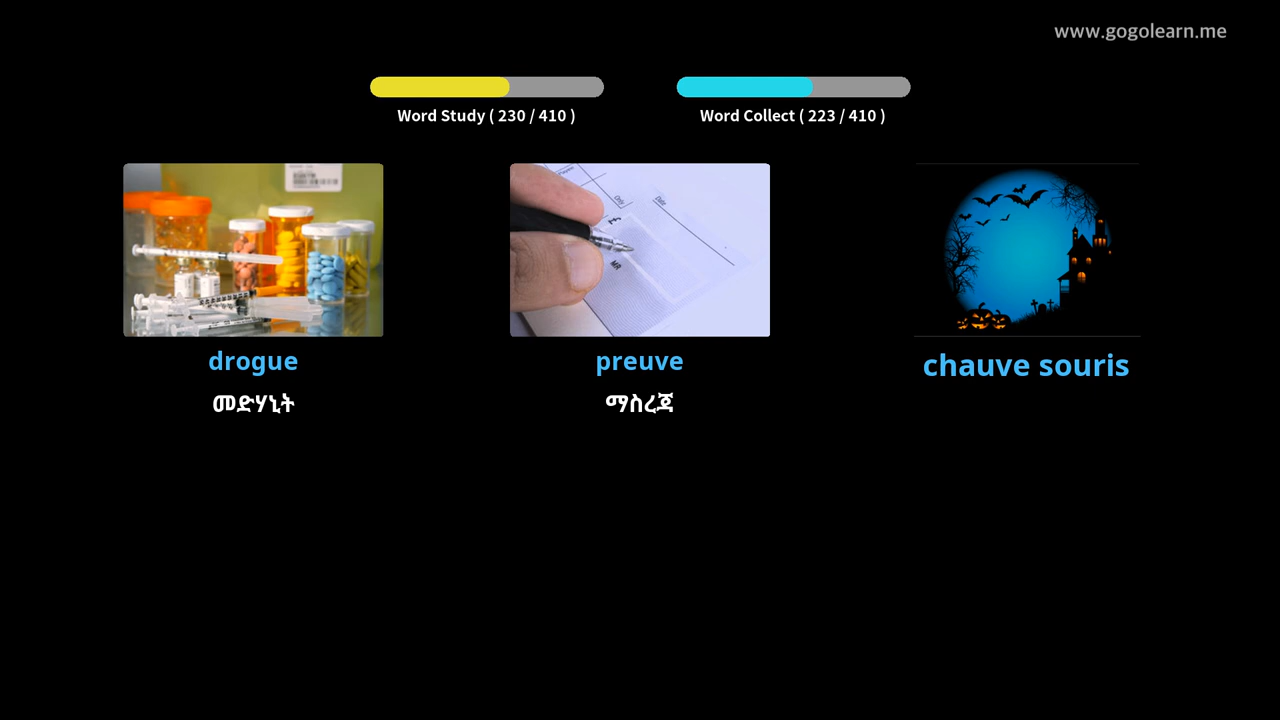 www.gogolearn.me
Word Study ( 230 / 410 )
Word Collect ( 223 / 410 )
drogue
መድሃኒት
preuve
ማስረጃ
chauve souris